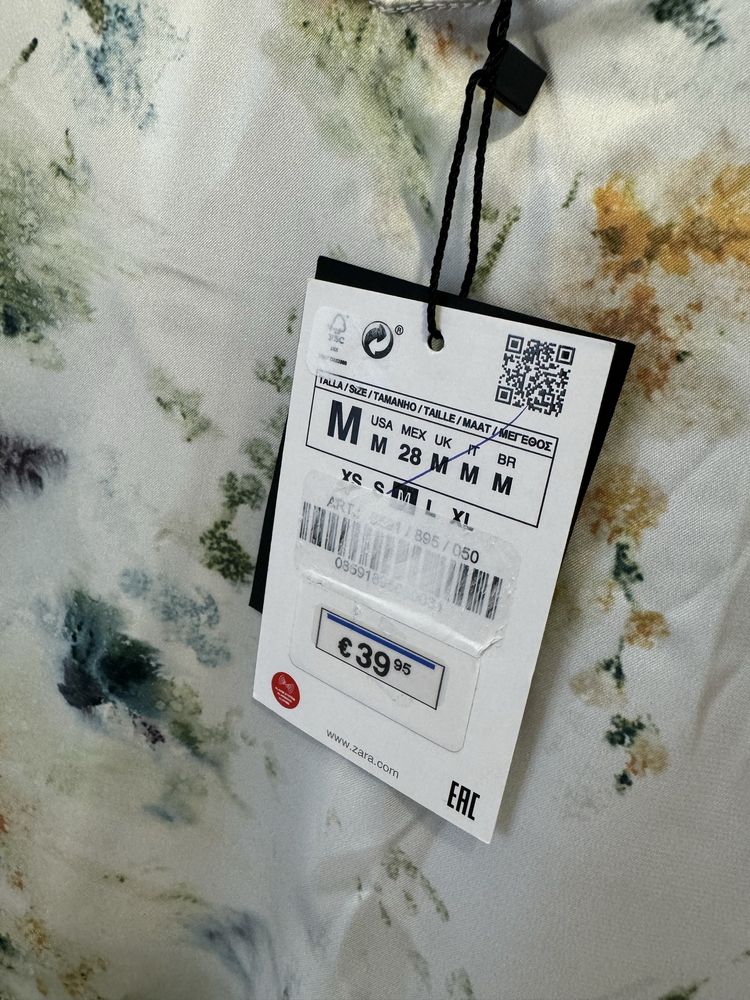 FSC
®
TALLA / SIZE / TAMANHO / TAILLE / MAAT / ΜΕΓΕΘΟΣ
M
USA MEX UK IT BR
M 28 M M M
XS S M L XL
ART. / 895 / 050
€ 39 95
www.zara.com
EAC